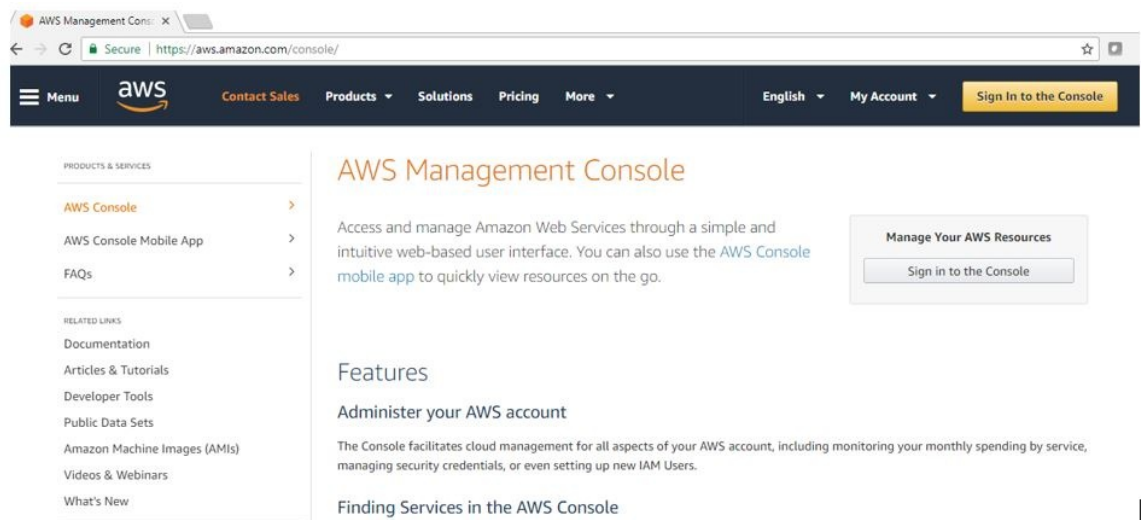 AWS Management Cons
Secure | https://aws.amazon.com/console/
Menu aws Contact Sales Products Solutions Pricing More English My Account Sign In to the Console
PRODUCTS & SERVICES
AWS Console
AWS Console Mobile App
FAQs
RELATED LINKS
Documentation
Articles & Tutorials
Developer Tools
Public Data Sets
Amazon Machine Images (AMIs)
Videos & Webinars
What's New
AWS Management Console
Access and manage Amazon Web Services through a simple and
intuitive web-based user interface. You can also use the AWS Console
mobile app to quickly view resources on the go.
Manage Your AWS Resources
Sign in to the Console
Features
Administer your AWS account
The Console facilitates cloud management for all aspects of your AWS account, including monitoring your monthly spending by service,
managing security credentials, or even setting up new IAM Users.
Finding Services in the AWS Console